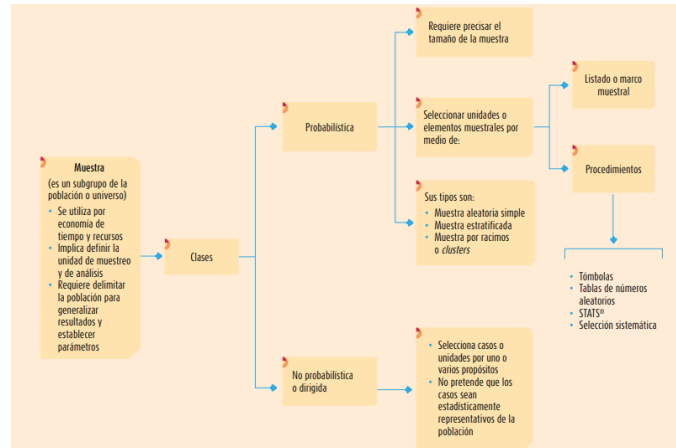 Muestra
(es un subgrupo de la
población o universo)
• Se utiliza por
economía de
tiempo y recursos
• Implica definir la
unidad de muestreo
y de análisis
• Requiere delimitar
la población para
generalizar
resultados y
establecer
parámetros
Clases
Probabilística
Requiere precisar el
tamaño de la muestra
Seleccionar unidades o
elementos muestrales por
medio de:
Listado o marco
muestral
Procedimientos
• Tómbolas
• Tablas de números
aleatorios
• STATS®
• Selección sistemática
Sus tipos son:
• Muestra aleatoria simple
• Muestra estratificada
• Muestra por racimos
o clusters
No probabilística
o dirigida
• Selecciona casos o
unidades por uno o
varios propósitos
• No pretende que los
casos sean
estadísticamente
representativos de la
población